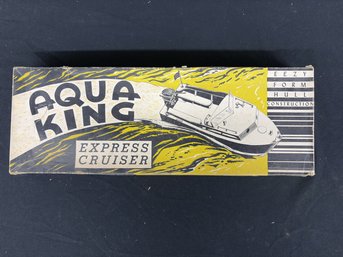 AQUA
KING
EXPRESS
CRUISER
EEZY
FORM
HULL
CONSTRUCTION